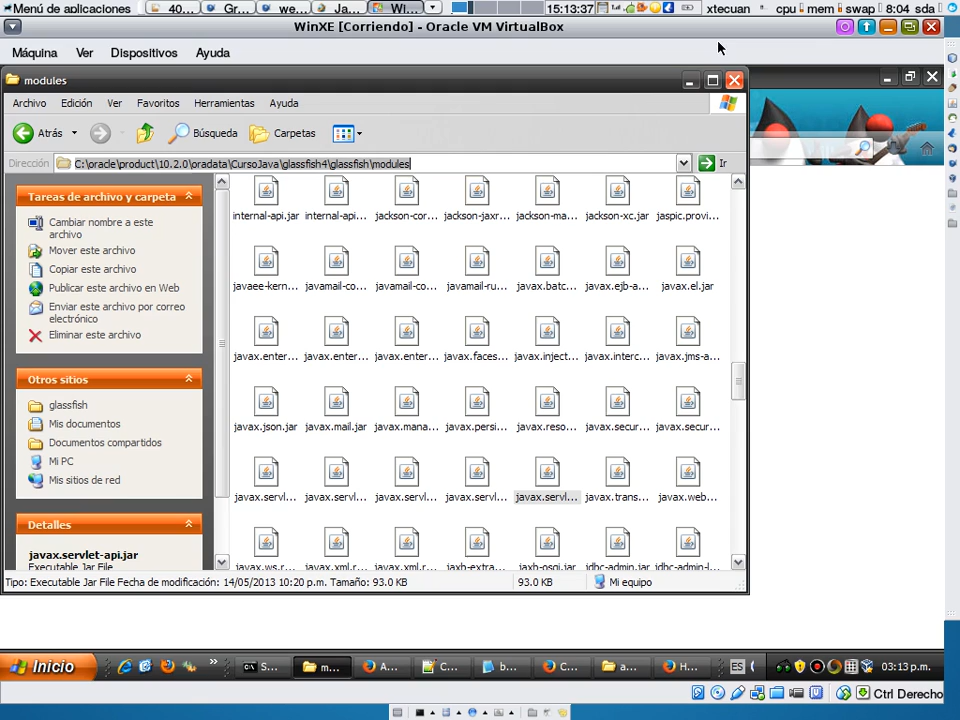 Menú de aplicaciones 40... Gr... we... Ja... Wi... 15:13:37 xtecuan cpu mem swap 8:04 sda
WinXE [Corriendo] - Oracle VM VirtualBox
Máquina Ver Dispositivos Ayuda
modules
Archivo Edición Ver Favoritos Herramientas Ayuda
Atrás Búsqueda Carpetas
Dirección C:\oracle\product\10.2.0\oradata\CursoJava\glassfish4\glassfish\modules Ir
Tareas de archivo y carpeta
Cambiar nombre a este archivo
Mover este archivo
Copiar este archivo
Publicar este archivo en Web
Enviar este archivo por correo electrónico
Eliminar este archivo
Otros sitios
glassfish
Mis documentos
Documentos compartidos
Mi PC
Mis sitios de red
Detalles
javax.servlet-api.jar
Executable Jar File
internal-api.jar internal-api... jackson-cor... jackson-jaxr... jackson-ma... jackson-xc.jar jaspic.provi...
javaee-kern... javamail-co... javamail-co... javamail-ru... javax.batc... javax.ejb-a... javax.el.jar
javax.enter... javax.enter... javax.enter... javax.faces... javax.inject... javax.interc... javax.jms-a...
javax.json.jar javax.mail.jar javax.mana... javax.persi... javax.reso... javax.secur... javax.secur...
javax.servl... javax.servl... javax.servl... javax.servl... javax.servl... javax.trans... javax.web...
javax.ws.r... javax.xml.r... javax.xml.r... jaxb-extra... jaxb-osgi.jar jdbc-admin.jar jdbc-admin-l...
Tipo: Executable Jar File Fecha de modificación: 14/05/2013 10:20 p.m. Tamaño: 93.0 KB 93.0 KB Mi equipo
Inicio S... m... A... C... b... C... a... H... ES 03:13 p.m.
Ctrl Derecho